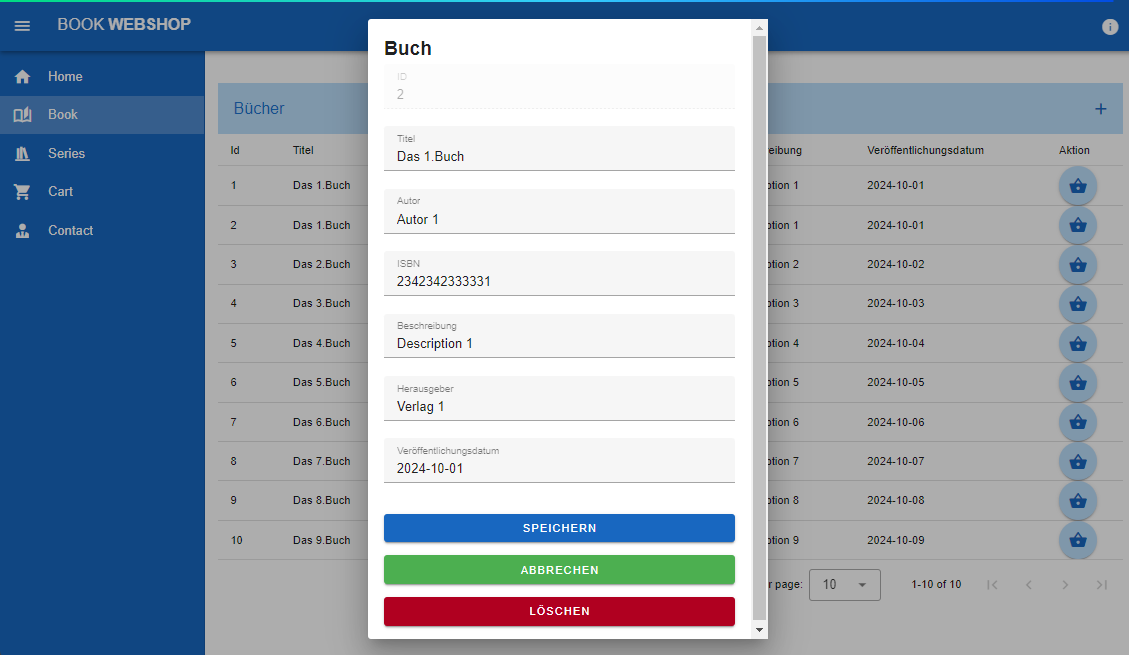 BOOK WEBSHOP
Home
Book
Series
Cart
Contact
Bücher
+
Id Titel eibung Veröffentlichungsdatum Aktion
1 Das 1.Buch ption 1 2024-10-01
2 Das 1.Buch ption 1 2024-10-01
3 Das 2.Buch ption 2 2024-10-02
4 Das 3.Buch ption 3 2024-10-03
5 Das 4.Buch ption 4 2024-10-04
6 Das 5.Buch ption 5 2024-10-05
7 Das 6.Buch ption 6 2024-10-06
8 Das 7.Buch ption 7 2024-10-07
9 Das 8.Buch ption 8 2024-10-08
10 Das 9.Buch ption 9 2024-10-09
r page: 10 1-10 of 10
Buch
ID
2
Titel
Das 1.Buch
Autor
Autor 1
ISBN
2342342333331
Beschreibung
Description 1
Herausgeber
Verlag 1
Veröffentlichungsdatum
2024-10-01
SPEICHERN
ABBRECHEN
LÖSCHEN